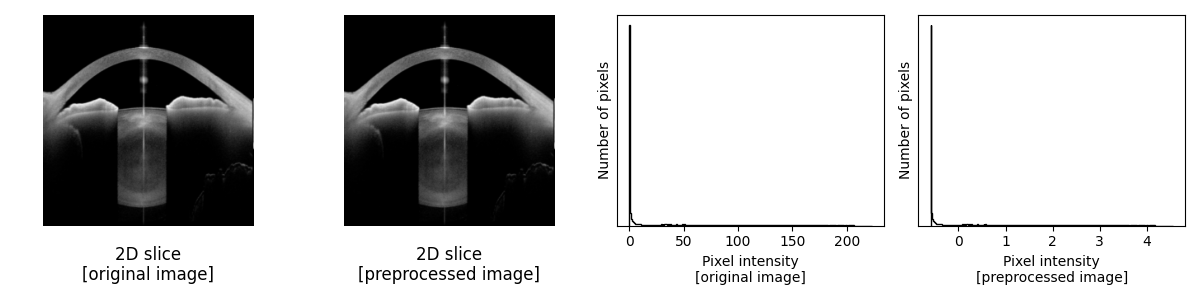 2D slice
[original image]
2D slice
[preprocessed image]
Number of pixels
0 50 100 150 200
Pixel intensity
[original image]
Number of pixels
0 1 2 3 4
Pixel intensity
[preprocessed image]